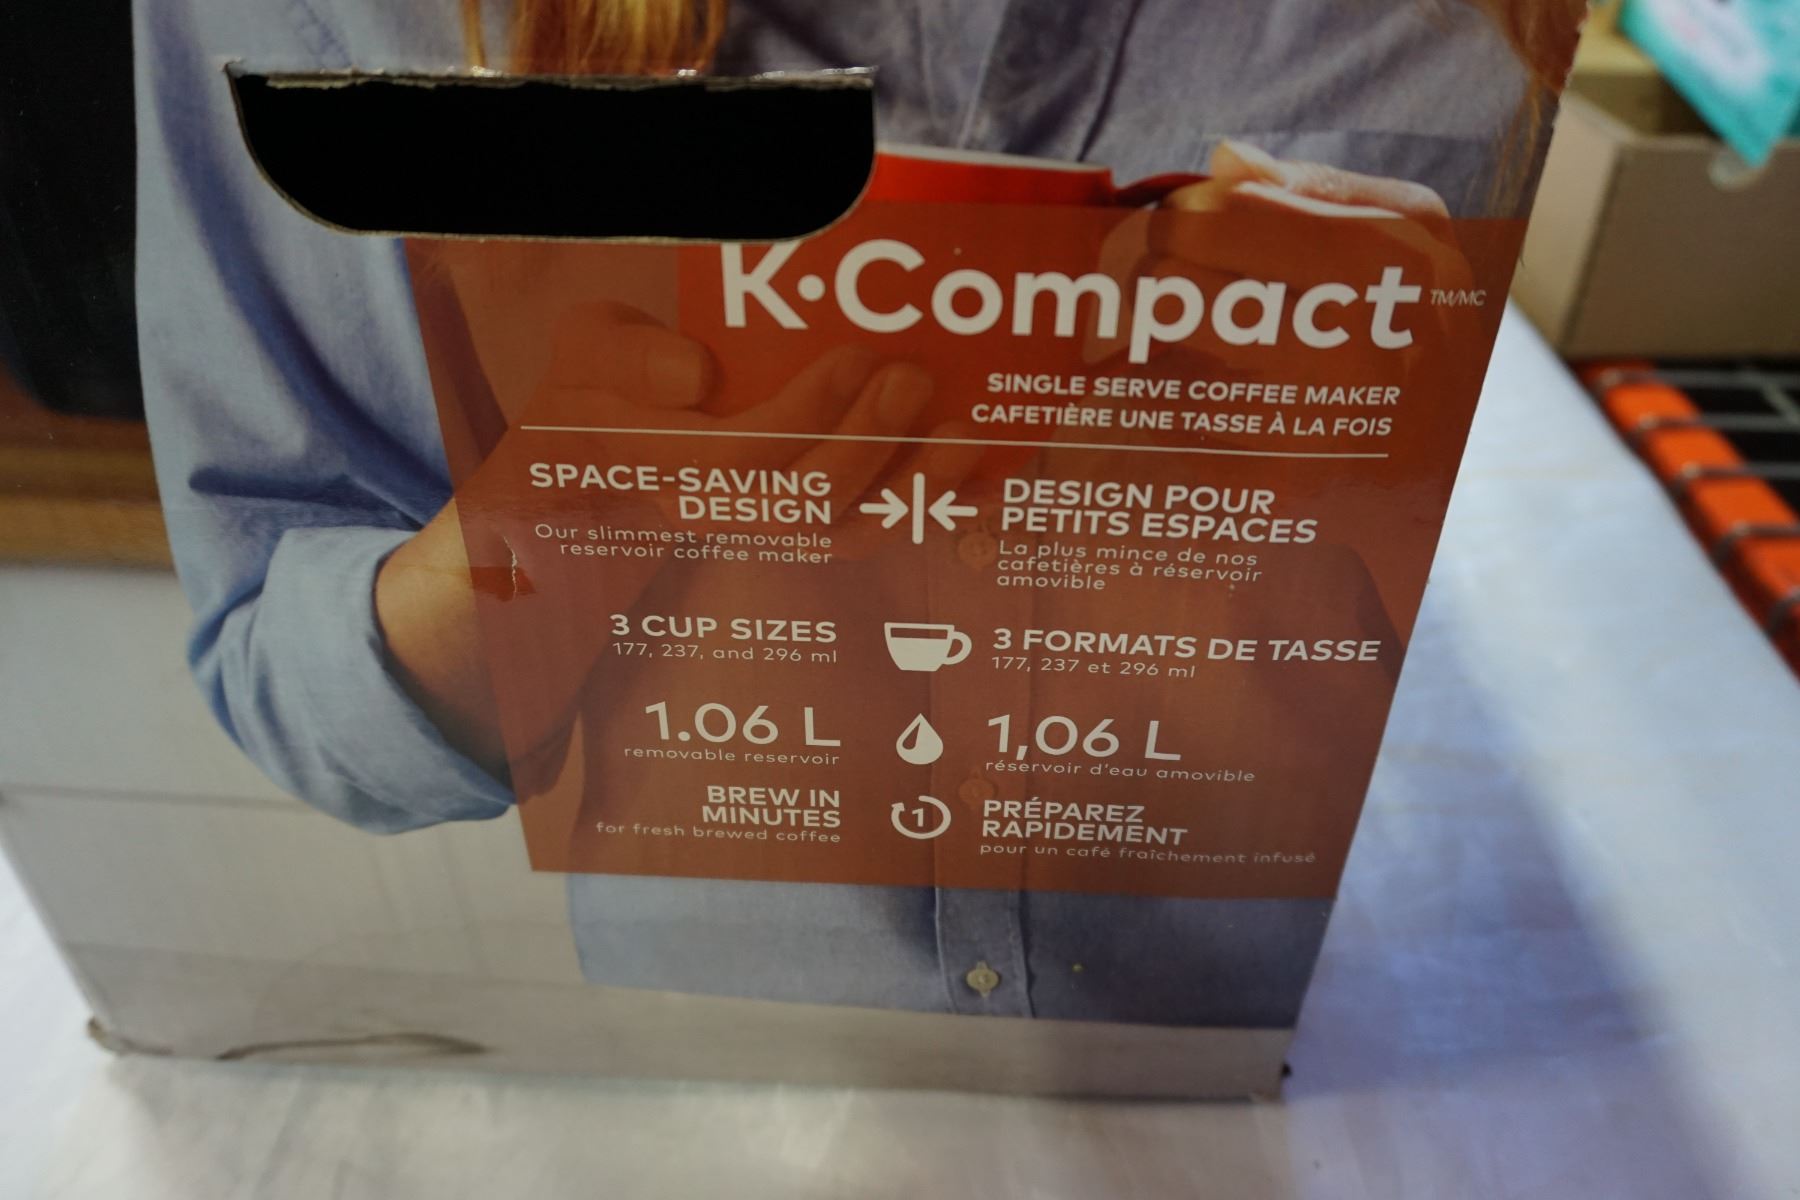 K·Compact TM/MC
SINGLE SERVE COFFEE MAKER
CAFETIÈRE UNE TASSE À LA FOIS
SPACE-SAVING
DESIGN
Our slimmest removable
reservoir coffee maker
DESIGN POUR
PETITS ESPACES
La plus mince de nos
cafetières à réservoir
amovible
3 CUP SIZES
177, 237, and 296 ml
3 FORMATS DE TASSE
177, 237 et 296 ml
1.06 L
removable reservoir
1,06 L
réservoir d'eau amovible
BREW IN
MINUTES
for fresh brewed coffee
1
PRÉPAREZ
RAPIDEMENT
pour un café fraîchement infusé